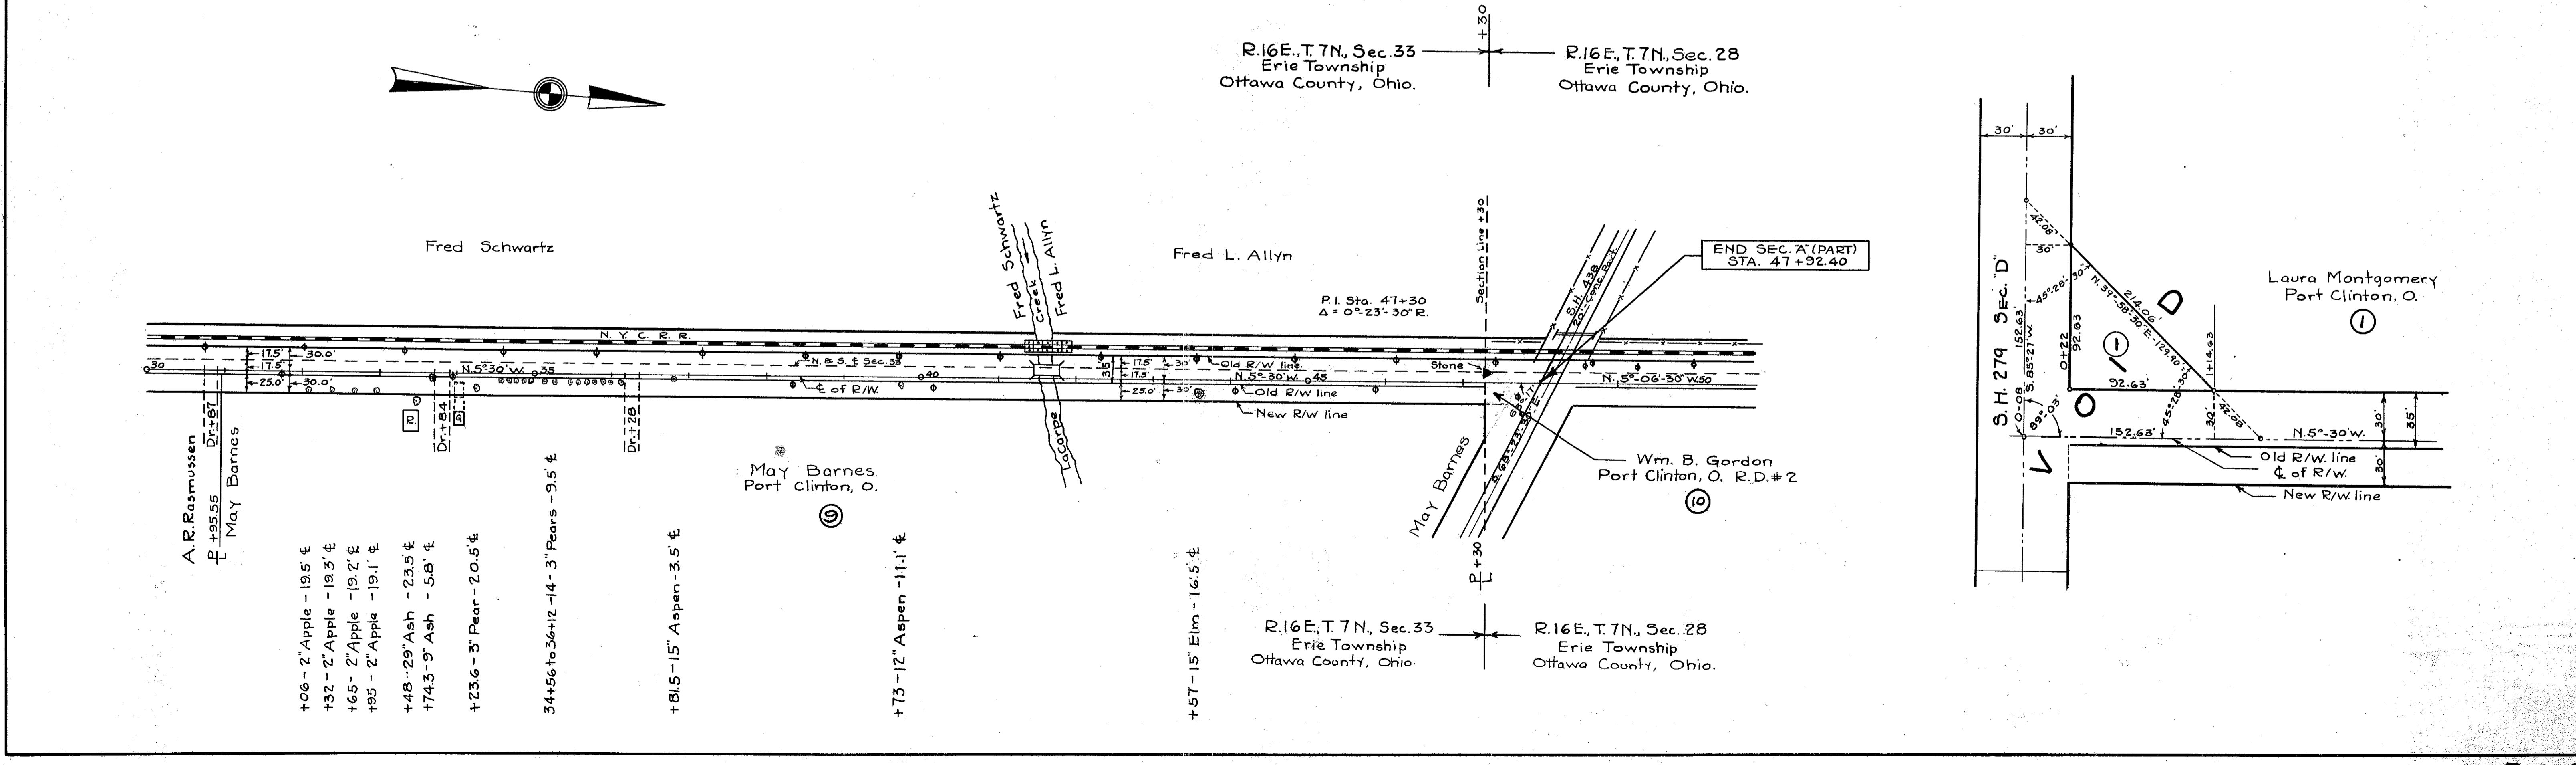 +30
R.16E., T. 7N., Sec. 33
Erie Township
Ottawa County, Ohio.
R.16E., T. 7N., Sec. 28
Erie Township
Ottawa County, Ohio.
Fred Schwartz
Fred Schwartz
Creek
Fred L. Allyn
Fred L. Allyn
Section Line +30
P.I. Sta. 47+30
Δ = 0°-23'-30" R.
END SEC. "A" (PART)
STA. 47+92.40
S.H. 438
20' Conc. Pav't.
N. Y. C. R. R.
30
17.5'
17.5'
25.0'
30.0'
30.0'
N. 5°30' W.
35
N. & S. ¢ Sec. 33
¢ of R/W.
40
35'
17.5'
17.5'
25.0'
30'
30'
Old R/W line.
N. 5°-30' W.
45
Old R/W line
New R/W line
Stone
N. 5°-06'-30" W.
50
Dr. +87
R.
Dr. +84
Dr. +28
LaCarpe
A. R. Rasmussen
P/L +95.55
May Barnes
May Barnes
Port Clinton, O.
9
May Barnes
Wm. B. Gordon
Port Clinton, O. R.D. #2
10
P/L +30
+06 - 2" Apple - 19.5' ¢
+32 - 2" Apple - 19.3' ¢
+65 - 2" Apple - 19.2' ¢
+95 - 2" Apple - 19.1' ¢
+48 - 29" Ash - 23.5' ¢
+74.3 - 9" Ash - 5.8' ¢
+23.6 - 3" Pear - 20.5' ¢
34+56 to 36+12 - 14 - 3" Pears - 9.5' ¢
+81.5 - 15" Aspen - 3.5' ¢
+73 - 12" Aspen - 11.1' ¢
+57 - 15" Elm - 16.5' ¢
R.16E., T. 7N., Sec. 33
Erie Township
Ottawa County, Ohio.
R.16E., T. 7N., Sec. 28
Erie Township
Ottawa County, Ohio.
30'
30'
S. H. 279 SEC. "D"
42.08'
30'
45°-28'-30"
152.63'
S. 85°-27' W.
0+22
92.63
214.06'
N. 39°-58'-30" E. - 129.90'
D
1
1+14.63
Laura Montgomery
Port Clinton, O.
1
92.63'
O
V
0-08
89°-03'
152.63'
45°-28'-30"
30'
42.08
N. 5°-30' W.
30'
35'
30'
Old R/W. line
¢ of R/W.
New R/W. line